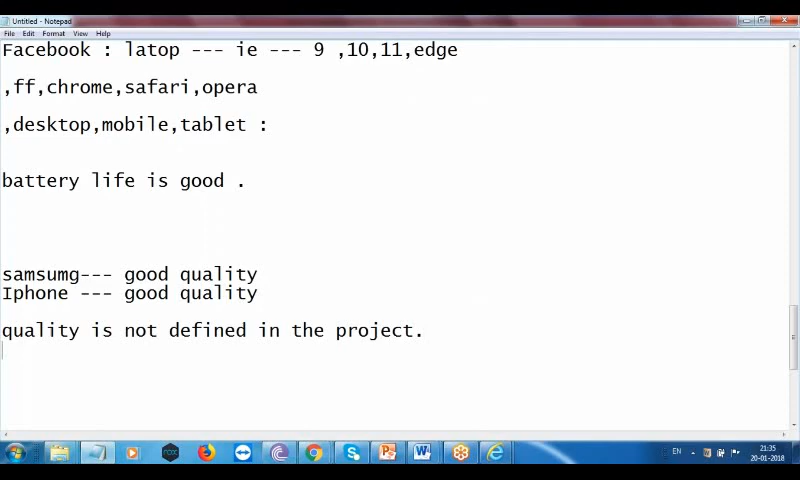 Untitled - Notepad
File Edit Format View Help
Facebook : latop --- ie --- 9 ,10,11,edge
,ff,chrome,safari,opera
,desktop,mobile,tablet :
battery life is good .
samsumg--- good quality
Iphone --- good quality
quality is not defined in the project.
nox
P
W
S
e
EN
21:35
20-01-2018